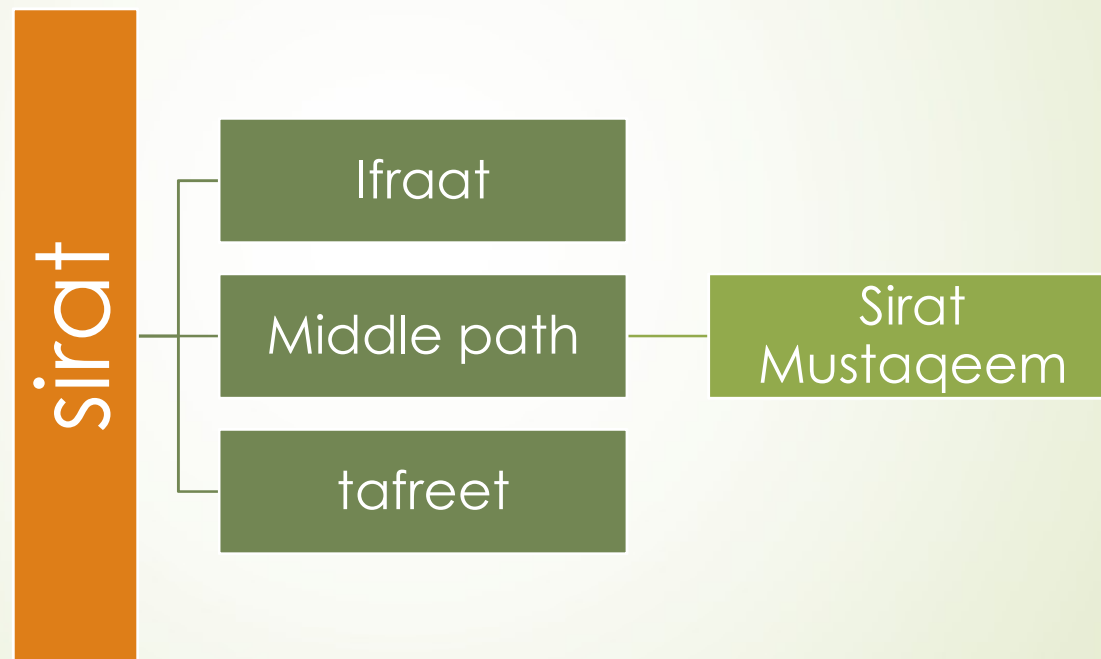 sirat
Ifraat
Middle path
tafreet
Sirat
Mustaqeem